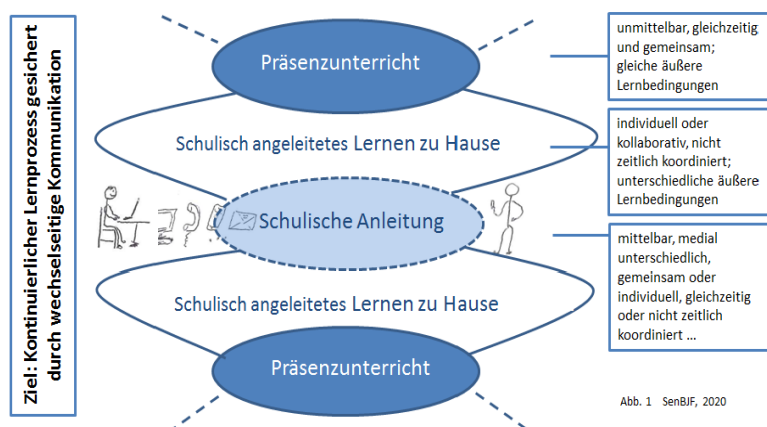 Ziel: Kontinuierlicher Lernprozess gesichert
durch wechselseitige Kommunikation
Präsenzunterricht
unmittelbar, gleichzeitig
und gemeinsam;
gleiche äußere
Lernbedingungen
Schulisch angeleitetes Lernen zu Hause
individuell oder
kollaborativ, nicht
zeitlich koordiniert;
unterschiedliche äußere
Lernbedingungen
Schulische Anleitung
mittelbar, medial
unterschiedlich,
gemeinsam oder
individuell, gleichzeitig
oder nicht zeitlich
koordiniert ...
Schulisch angeleitetes Lernen zu Hause
Präsenzunterricht
Abb. 1 SenBJF, 2020